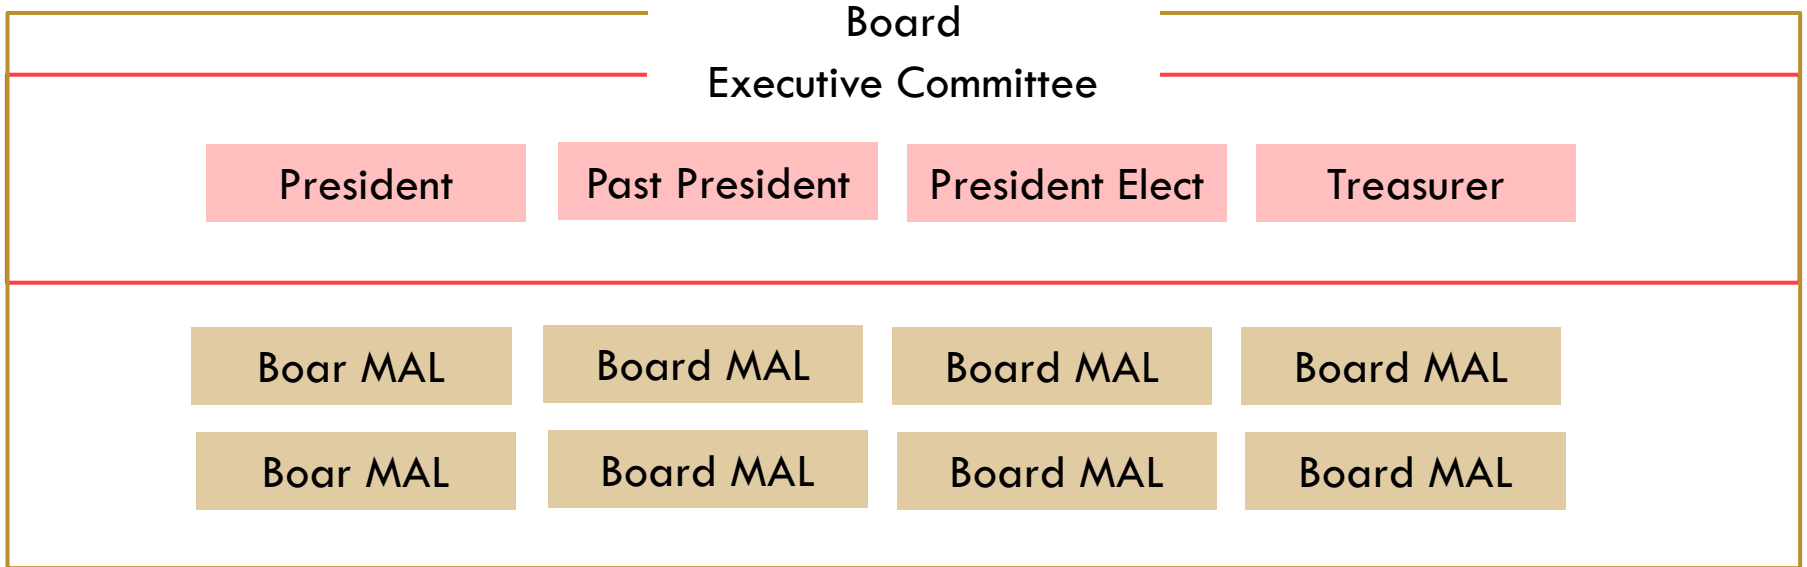 Board
Executive Committee
President
Past President
President Elect
Treasurer
Boar MAL
Board MAL
Board MAL
Board MAL
Boar MAL
Board MAL
Board MAL
Board MAL